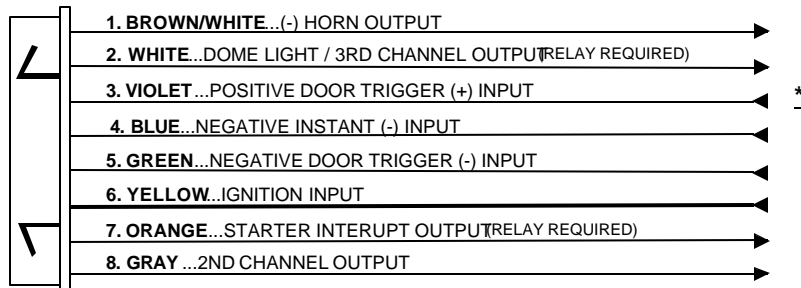 1. BROWN/WHITE...(-) HORN OUTPUT
2. WHITE...DOME LIGHT / 3RD CHANNEL OUTPUT(RELAY REQUIRED)
3. VIOLET...POSITIVE DOOR TRIGGER (+) INPUT
*
4. BLUE...NEGATIVE INSTANT (-) INPUT
5. GREEN...NEGATIVE DOOR TRIGGER (-) INPUT
6. YELLOW...IGNITION INPUT
7. ORANGE...STARTER INTERUPT OUTPUT(RELAY REQUIRED)
8. GRAY ...2ND CHANNEL OUTPUT